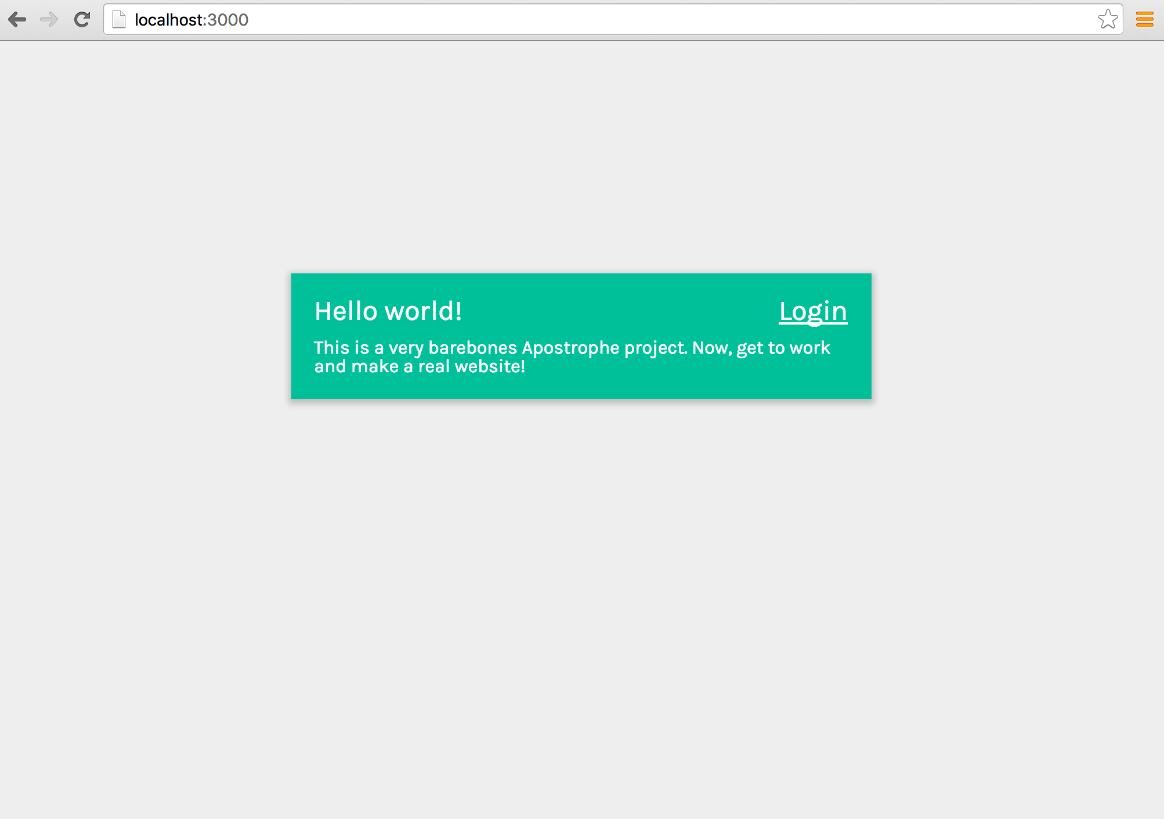 localhost:3000
Hello world! Login
This is a very barebones Apostrophe project. Now, get to work
and make a real website!